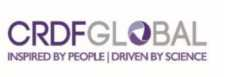 CRDFGLOBAL
INSPIRED BY PEOPLE | DRIVEN BY SCIENCE